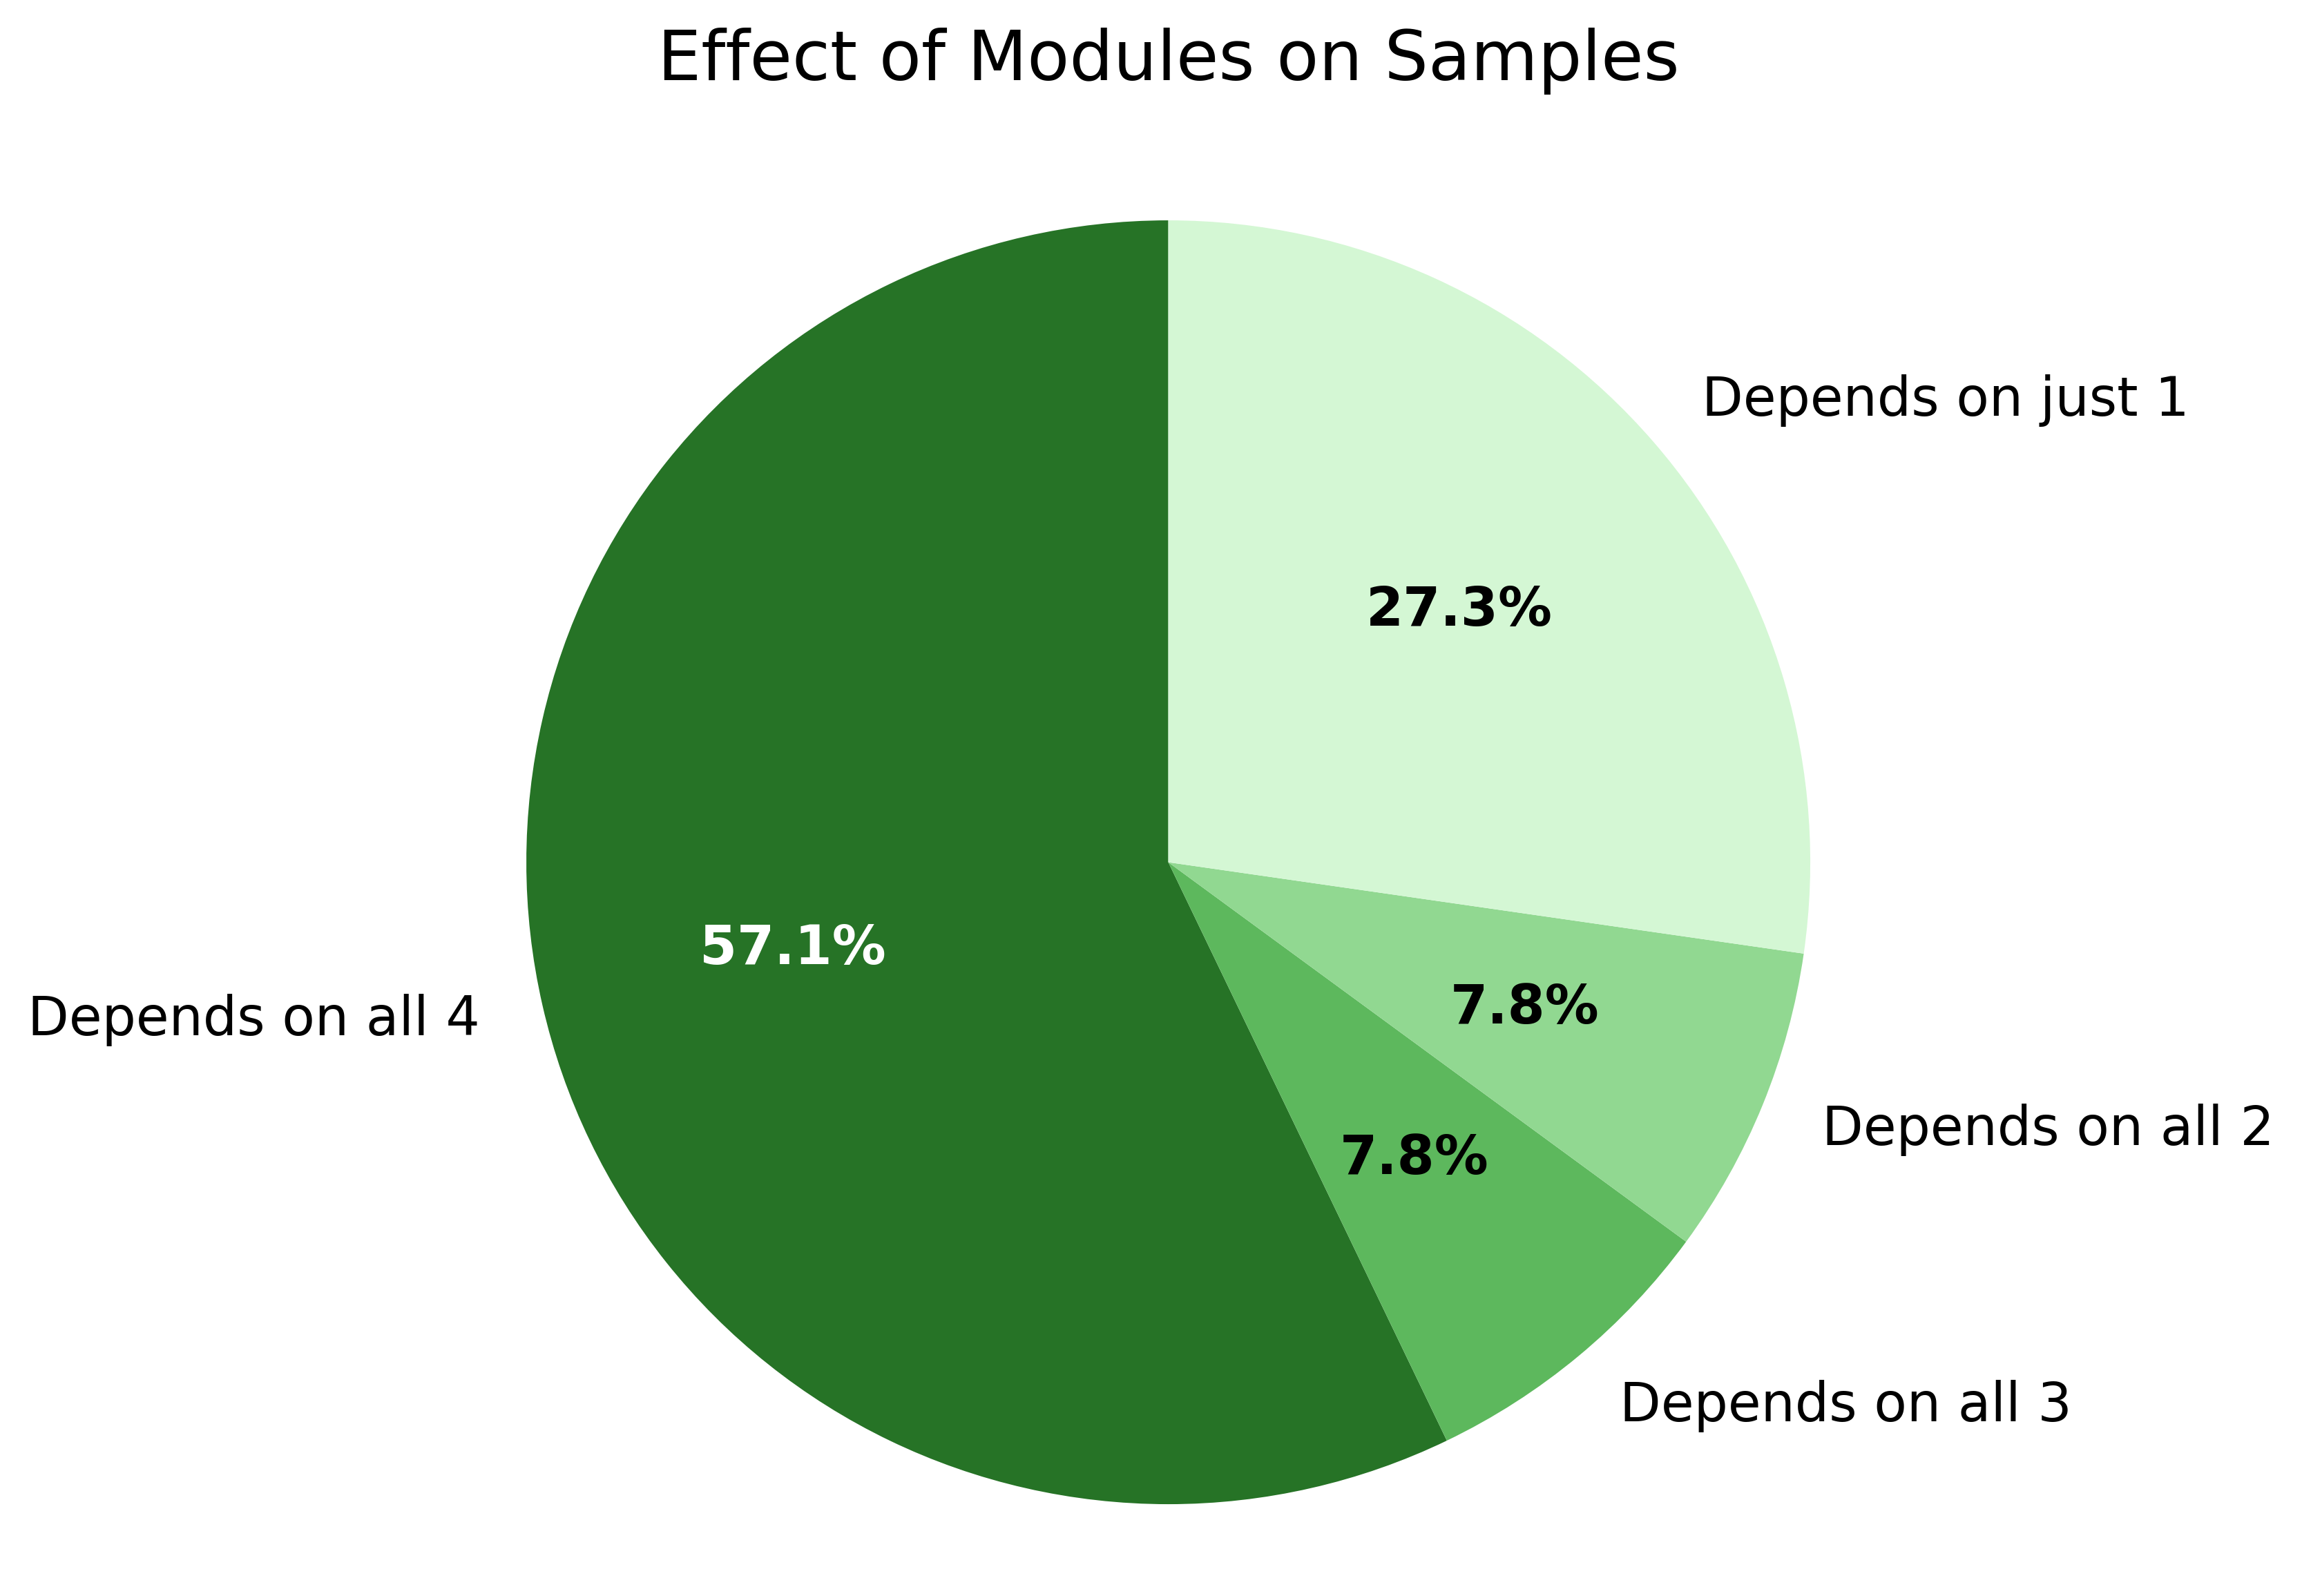 Effect of Modules on Samples
Depends on just 1
27.3%
57.1%
7.8%
Depends on all 4
Depends on all 2
7.8%
Depends on all 3